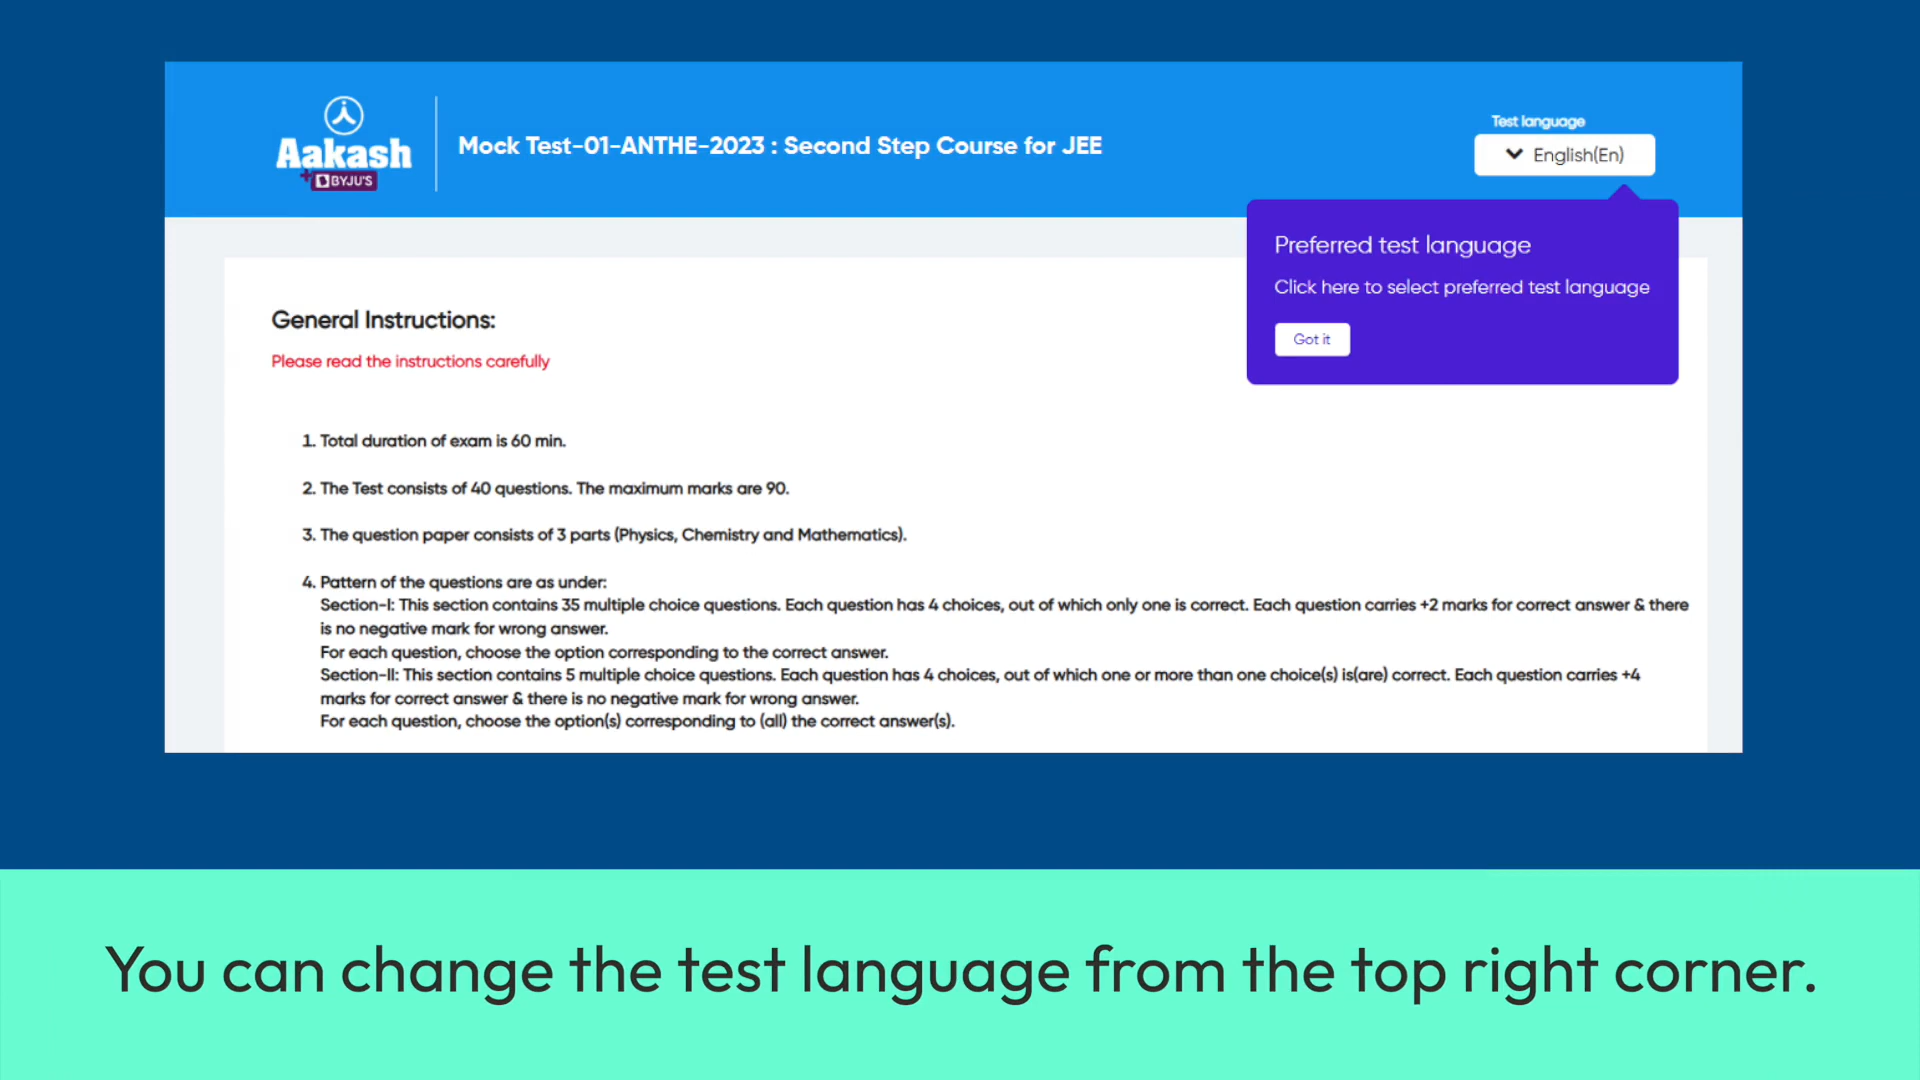 Aakash
+ BYJU'S
Mock Test-01-ANTHE-2023 : Second Step Course for JEE
Test language
English(En)
Preferred test language
Click here to select preferred test language
Got it
General Instructions:
Please read the instructions carefully
1. Total duration of exam is 60 min.
2. The Test consists of 40 questions. The maximum marks are 90.
3. The question paper consists of 3 parts (Physics, Chemistry and Mathematics).
4. Pattern of the questions are as under:
Section-I: This section contains 35 multiple choice questions. Each question has 4 choices, out of which only one is correct. Each question carries +2 marks for correct answer & there
is no negative mark for wrong answer.
For each question, choose the option corresponding to the correct answer.
Section-II: This section contains 5 multiple choice questions. Each question has 4 choices, out of which one or more than one choice(s) is(are) correct. Each question carries +4
marks for correct answer & there is no negative mark for wrong answer.
For each question, choose the option(s) corresponding to (all) the correct answer(s).
You can change the test language from the top right corner.